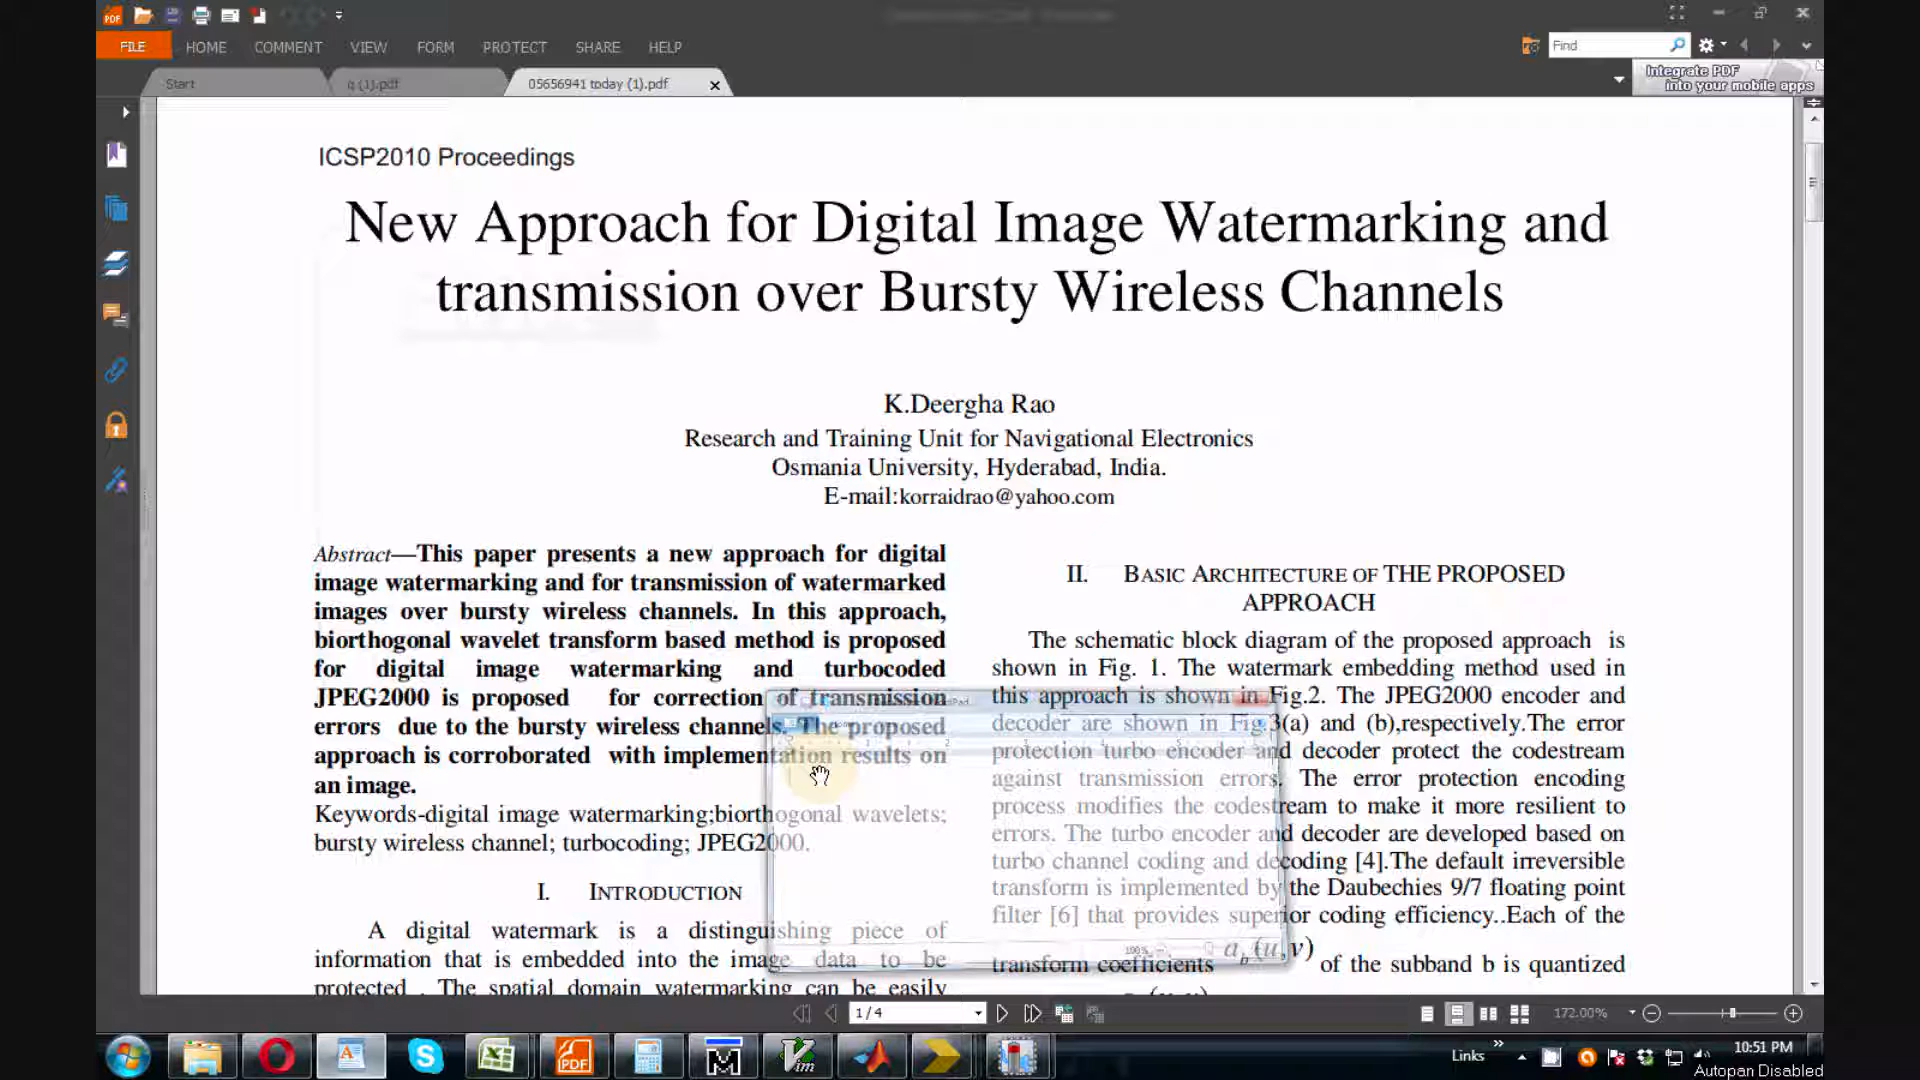 FILE HOME COMMENT VIEW FORM PROTECT SHARE HELP
Find
Start
q (1).pdf
05656941 today (1).pdf
Integrate PDF
into your mobile apps
ICSP2010 Proceedings
New Approach for Digital Image Watermarking and
transmission over Bursty Wireless Channels
K.Deergha Rao
Research and Training Unit for Navigational Electronics
Osmania University, Hyderabad, India.
E-mail:korraidrao@yahoo.com
Abstract—This paper presents a new approach for digital
image watermarking and for transmission of watermarked
images over bursty wireless channels. In this approach,
biorthogonal wavelet transform based method is proposed
for digital image watermarking and turbocoded
JPEG2000 is proposed for correction of transmission
errors due to the bursty wireless channels. The proposed
approach is corroborated with implementation results on
an image.
Keywords-digital image watermarking;biorthogonal wavelets;
bursty wireless channel; turbocoding; JPEG2000.
I. INTRODUCTION
A digital watermark is a distinguishing piece of
information that is embedded into the image data to be
protected . The spatial domain watermarking can be easily
II. BASIC ARCHITECTURE OF THE PROPOSED
APPROACH
The schematic block diagram of the proposed approach is
shown in Fig. 1. The watermark embedding method used in
this approach is shown in Fig.2. The JPEG2000 encoder and
decoder are shown in Fig.3(a) and (b),respectively.The error
protection turbo encoder and decoder protect the codestream
against transmission errors. The error protection encoding
process modifies the codestream to make it more resilient to
errors. The turbo encoder and decoder are developed based on
turbo channel coding and decoding [4].The default irreversible
transform is implemented by the Daubechies 9/7 floating point
filter [6] that provides superior coding efficiency..Each of the
transform coefficients a_b(u,v) of the subband b is quantized
100%
1 / 4
172.00%
Links
10:51 PM
Autopan Disabled